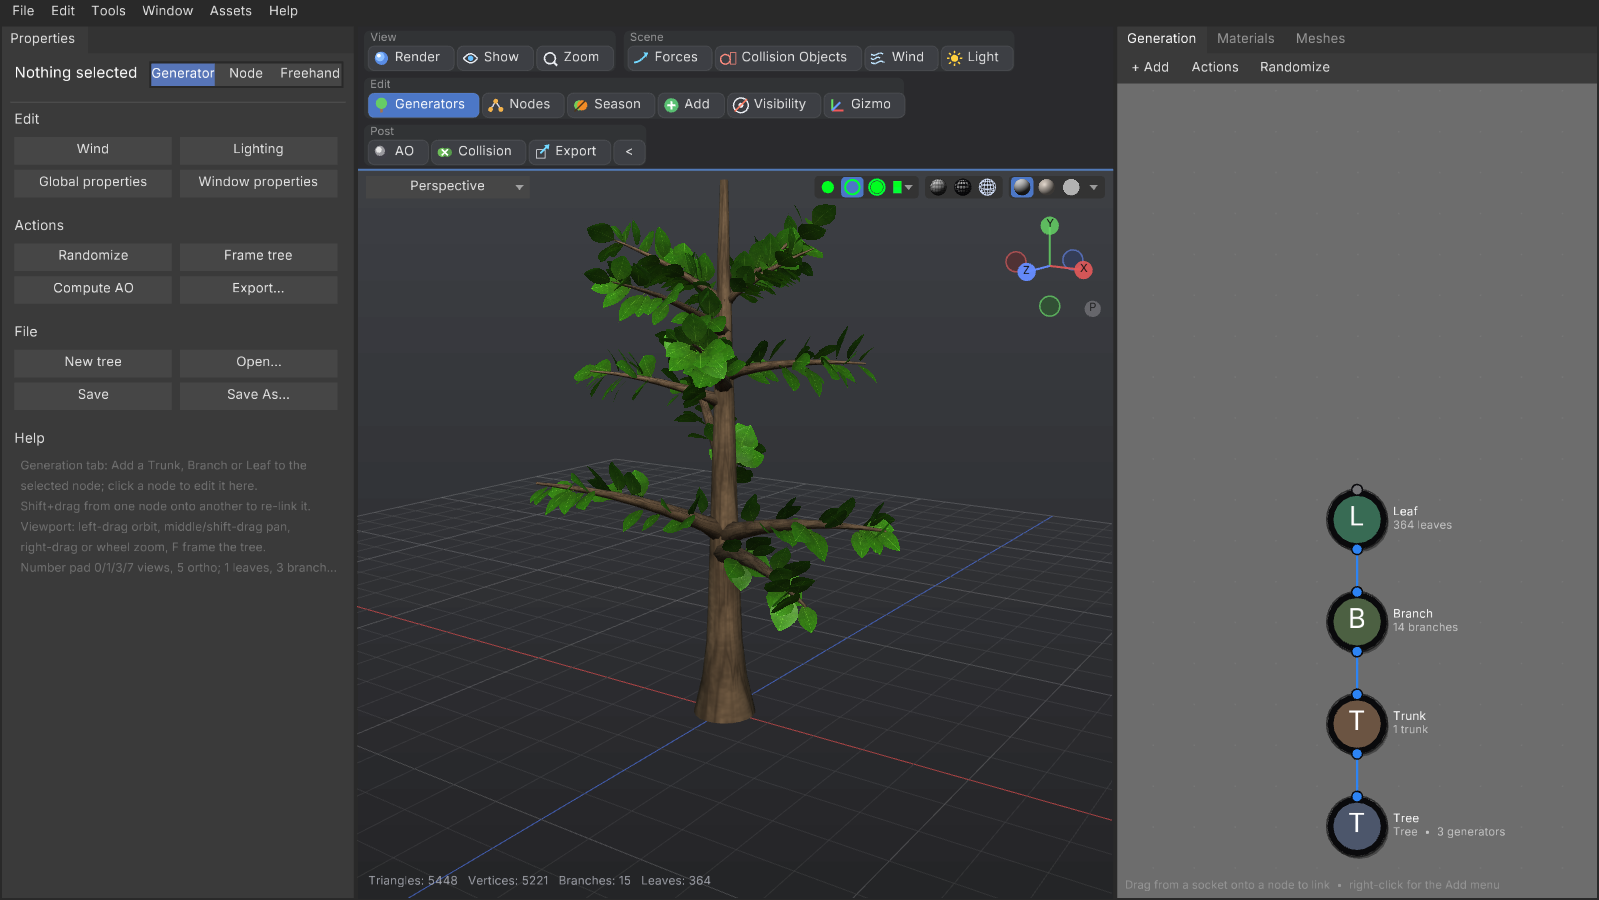 File Edit Tools Window Assets Help
Properties
Nothing selected Generator Node Freehand
Edit
Wind Lighting
Global properties Window properties
Actions
Randomize Frame tree
Compute AO Export...
File
New tree Open...
Save Save As...
Help
Generation tab: Add a Trunk, Branch or Leaf to the
selected node; click a node to edit it here.
Shift+drag from one node onto another to re-link it.
Viewport: left-drag orbit, middle/shift-drag pan,
right-drag or wheel zoom, F frame the tree.
Number pad 0/1/3/7 views, 5 ortho; 1 leaves, 3 branch...
View Scene
Render Show Zoom Forces Collision Objects Wind Light
Edit
Generators Nodes Season Add Visibility Gizmo
Post
AO Collision Export <
Perspective
Y
Z X
P
Triangles: 5448 Vertices: 5221 Branches: 15 Leaves: 364
Generation Materials Meshes
+ Add Actions Randomize
L Leaf
364 leaves
B Branch
14 branches
T Trunk
1 trunk
T Tree
Tree • 3 generators
Drag from a socket onto a node to link • right-click for the Add menu